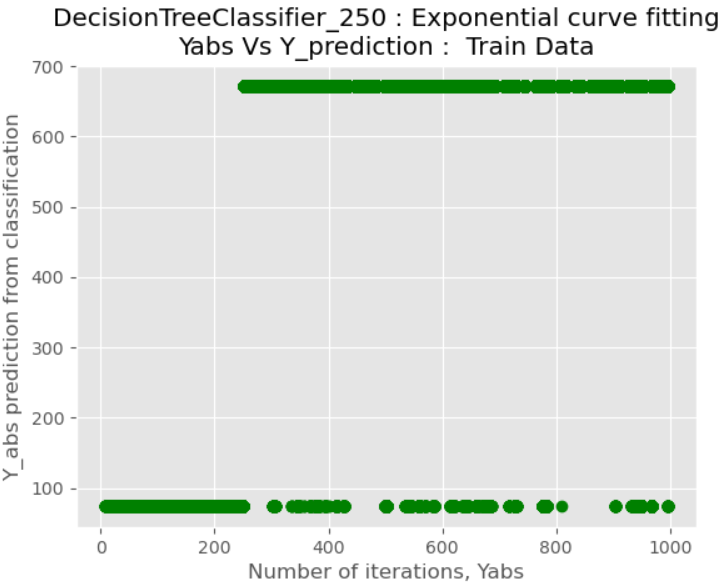 DecisionTreeClassifier_250 : Exponential curve fitting
Yabs Vs Y_prediction :  Train Data
Y_abs prediction from classification
700
600
500
400
300
200
100
0 200 400 600 800 1000
Number of iterations, Yabs